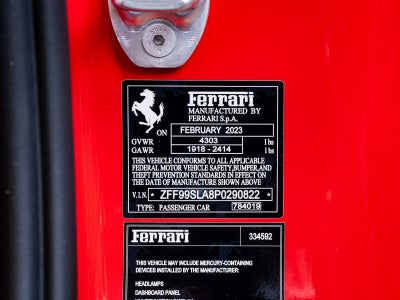 Ferrari
MANUFACTURED BY
FERRARI S.p.A.
ON FEBRUARY 2023
GVWR 4303 lbs
GAWR 1918 - 2414 lbs
THIS VEHICLE CONFORMS TO ALL APPLICABLE
FEDERAL MOTOR VEHICLE SAFETY, BUMPER, AND
THEFT PREVENTION STANDARDS IN EFFECT ON
THE DATE OF MANUFACTURE SHOWN ABOVE
V.I.N. * ZFF99SLA8P0290822 *
TYPE: PASSENGER CAR 784019
Ferrari 334592
THIS VEHICLE MAY INCLUDE MERCURY-CONTAINING
DEVICES INSTALLED BY THE MANUFACTURER:
HEADLAMPS
DASHBOARD PANEL